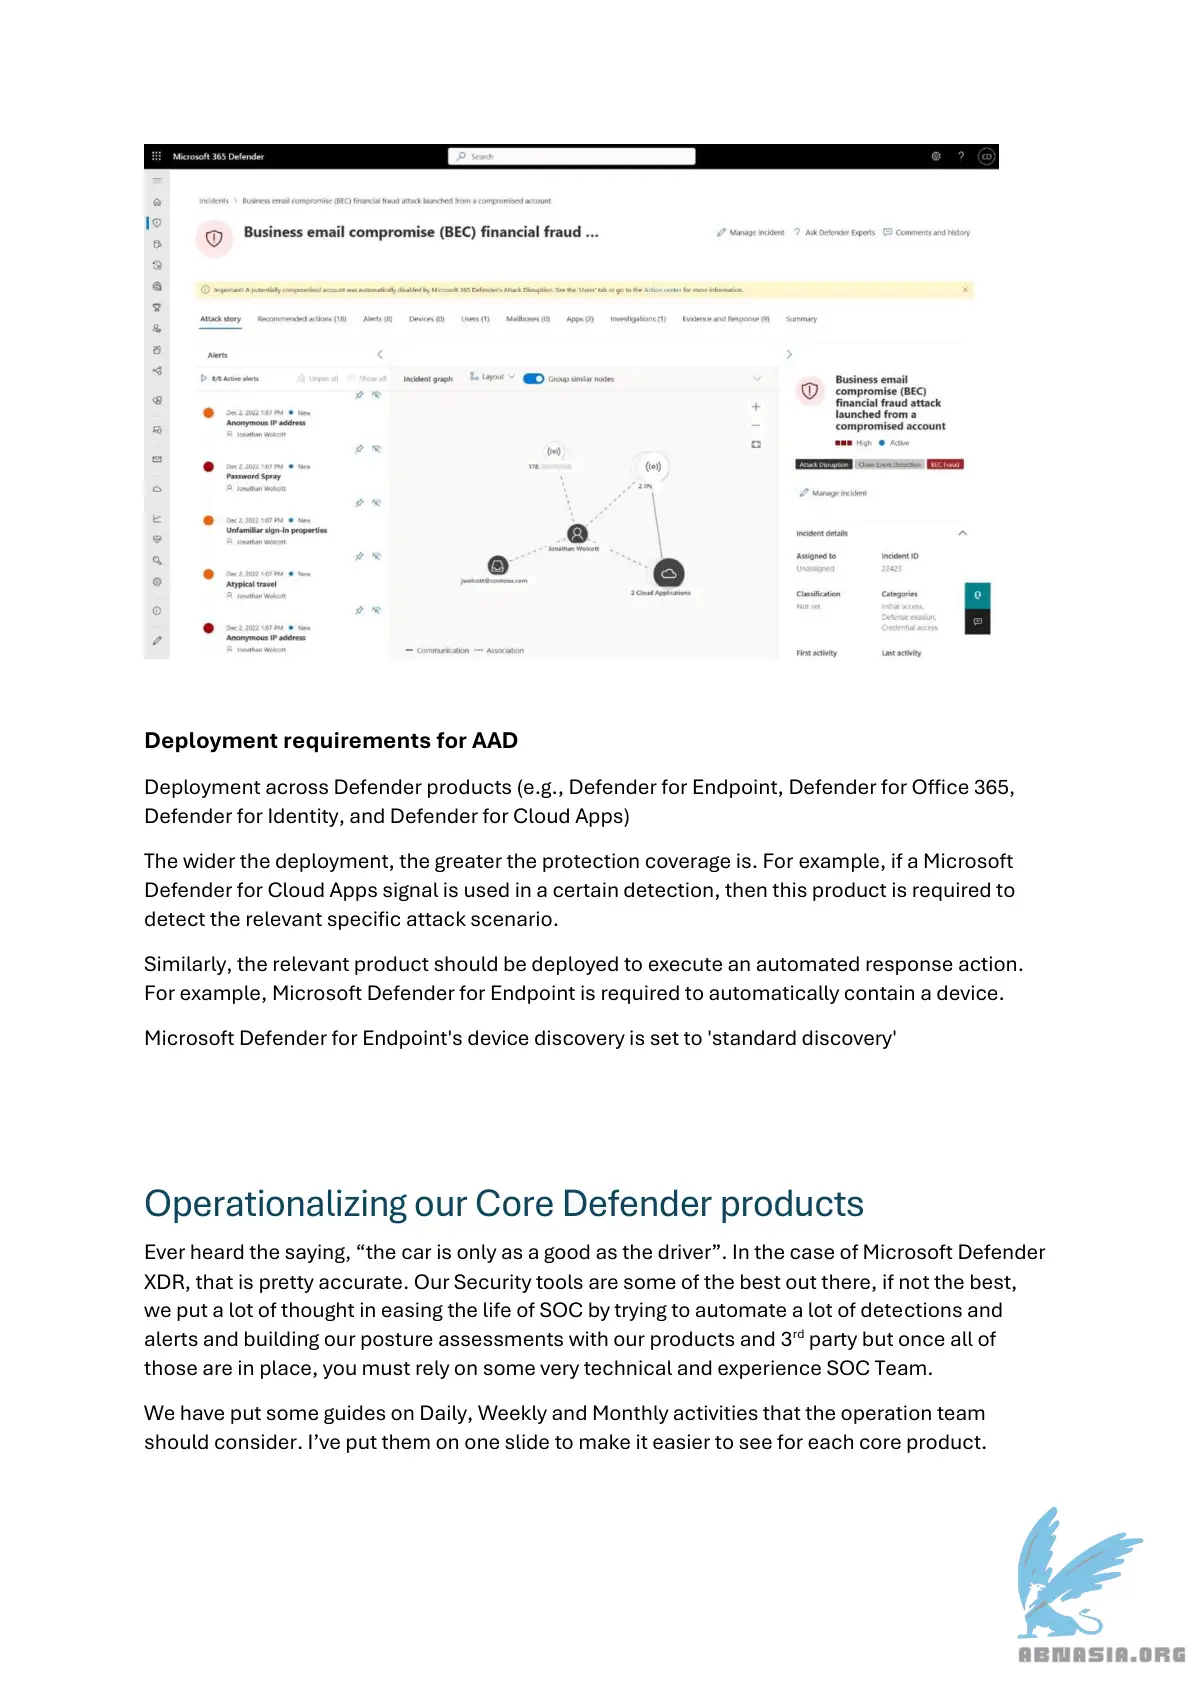 Microsoft 365 Defender
Search
CO
Incidents > Business email compromise (BEC) financial fraud attack launched from a compromised account
Business email compromise (BEC) financial fraud ...
Manage incident ? Ask Defender Experts Comments and history
Important! A potentially compromised account was automatically disabled by Microsoft 365 Defender's Attack Disruption. See the 'Users' tab or go to the Action center for more information.
Attack story Recommended actions (18) Alerts (8) Devices (0) Users (1) Mailboxes (0) Apps (2) Investigations (1) Evidence and Response (9) Summary
Alerts
8/8 Active alerts Unpin all Show all
Dec 2, 2022 1:07 PM New
Anonymous IP address
Jonathan Wolcott
Dec 2, 2022 1:07 PM New
Password Spray
Jonathan Wolcott
Dec 2, 2022 1:07 PM New
Unfamiliar sign-in properties
Jonathan Wolcott
Dec 2, 2022 1:07 PM New
Atypical travel
Jonathan Wolcott
Dec 2, 2022 1:07 PM New
Anonymous IP address
Jonathan Wolcott
Incident graph Layout Group similar nodes
178.
2 IPs
Jonathan Wolcott
jwolcott@contoso.com
2 Cloud Applications
Communication Association
Business email
compromise (BEC)
financial fraud attack
launched from a
compromised account
High Active
Attack Disruption Chain Event Detection BEC Fraud
Manage incident
Incident details
Assigned to Incident ID
Unassigned 22423
Classification Categories
Not set Initial access,
Defense evasion,
Credential access
First activity Last activity
Deployment requirements for AAD
Deployment across Defender products (e.g., Defender for Endpoint, Defender for Office 365,
Defender for Identity, and Defender for Cloud Apps)
The wider the deployment, the greater the protection coverage is. For example, if a Microsoft
Defender for Cloud Apps signal is used in a certain detection, then this product is required to
detect the relevant specific attack scenario.
Similarly, the relevant product should be deployed to execute an automated response action.
For example, Microsoft Defender for Endpoint is required to automatically contain a device.
Microsoft Defender for Endpoint's device discovery is set to 'standard discovery'
Operationalizing our Core Defender products
Ever heard the saying, “the car is only as a good as the driver”. In the case of Microsoft Defender
XDR, that is pretty accurate. Our Security tools are some of the best out there, if not the best,
we put a lot of thought in easing the life of SOC by trying to automate a lot of detections and
alerts and building our posture assessments with our products and 3rd party but once all of
those are in place, you must rely on some very technical and experience SOC Team.
We have put some guides on Daily, Weekly and Monthly activities that the operation team
should consider. I’ve put them on one slide to make it easier to see for each core product.
ABNASIA.ORG